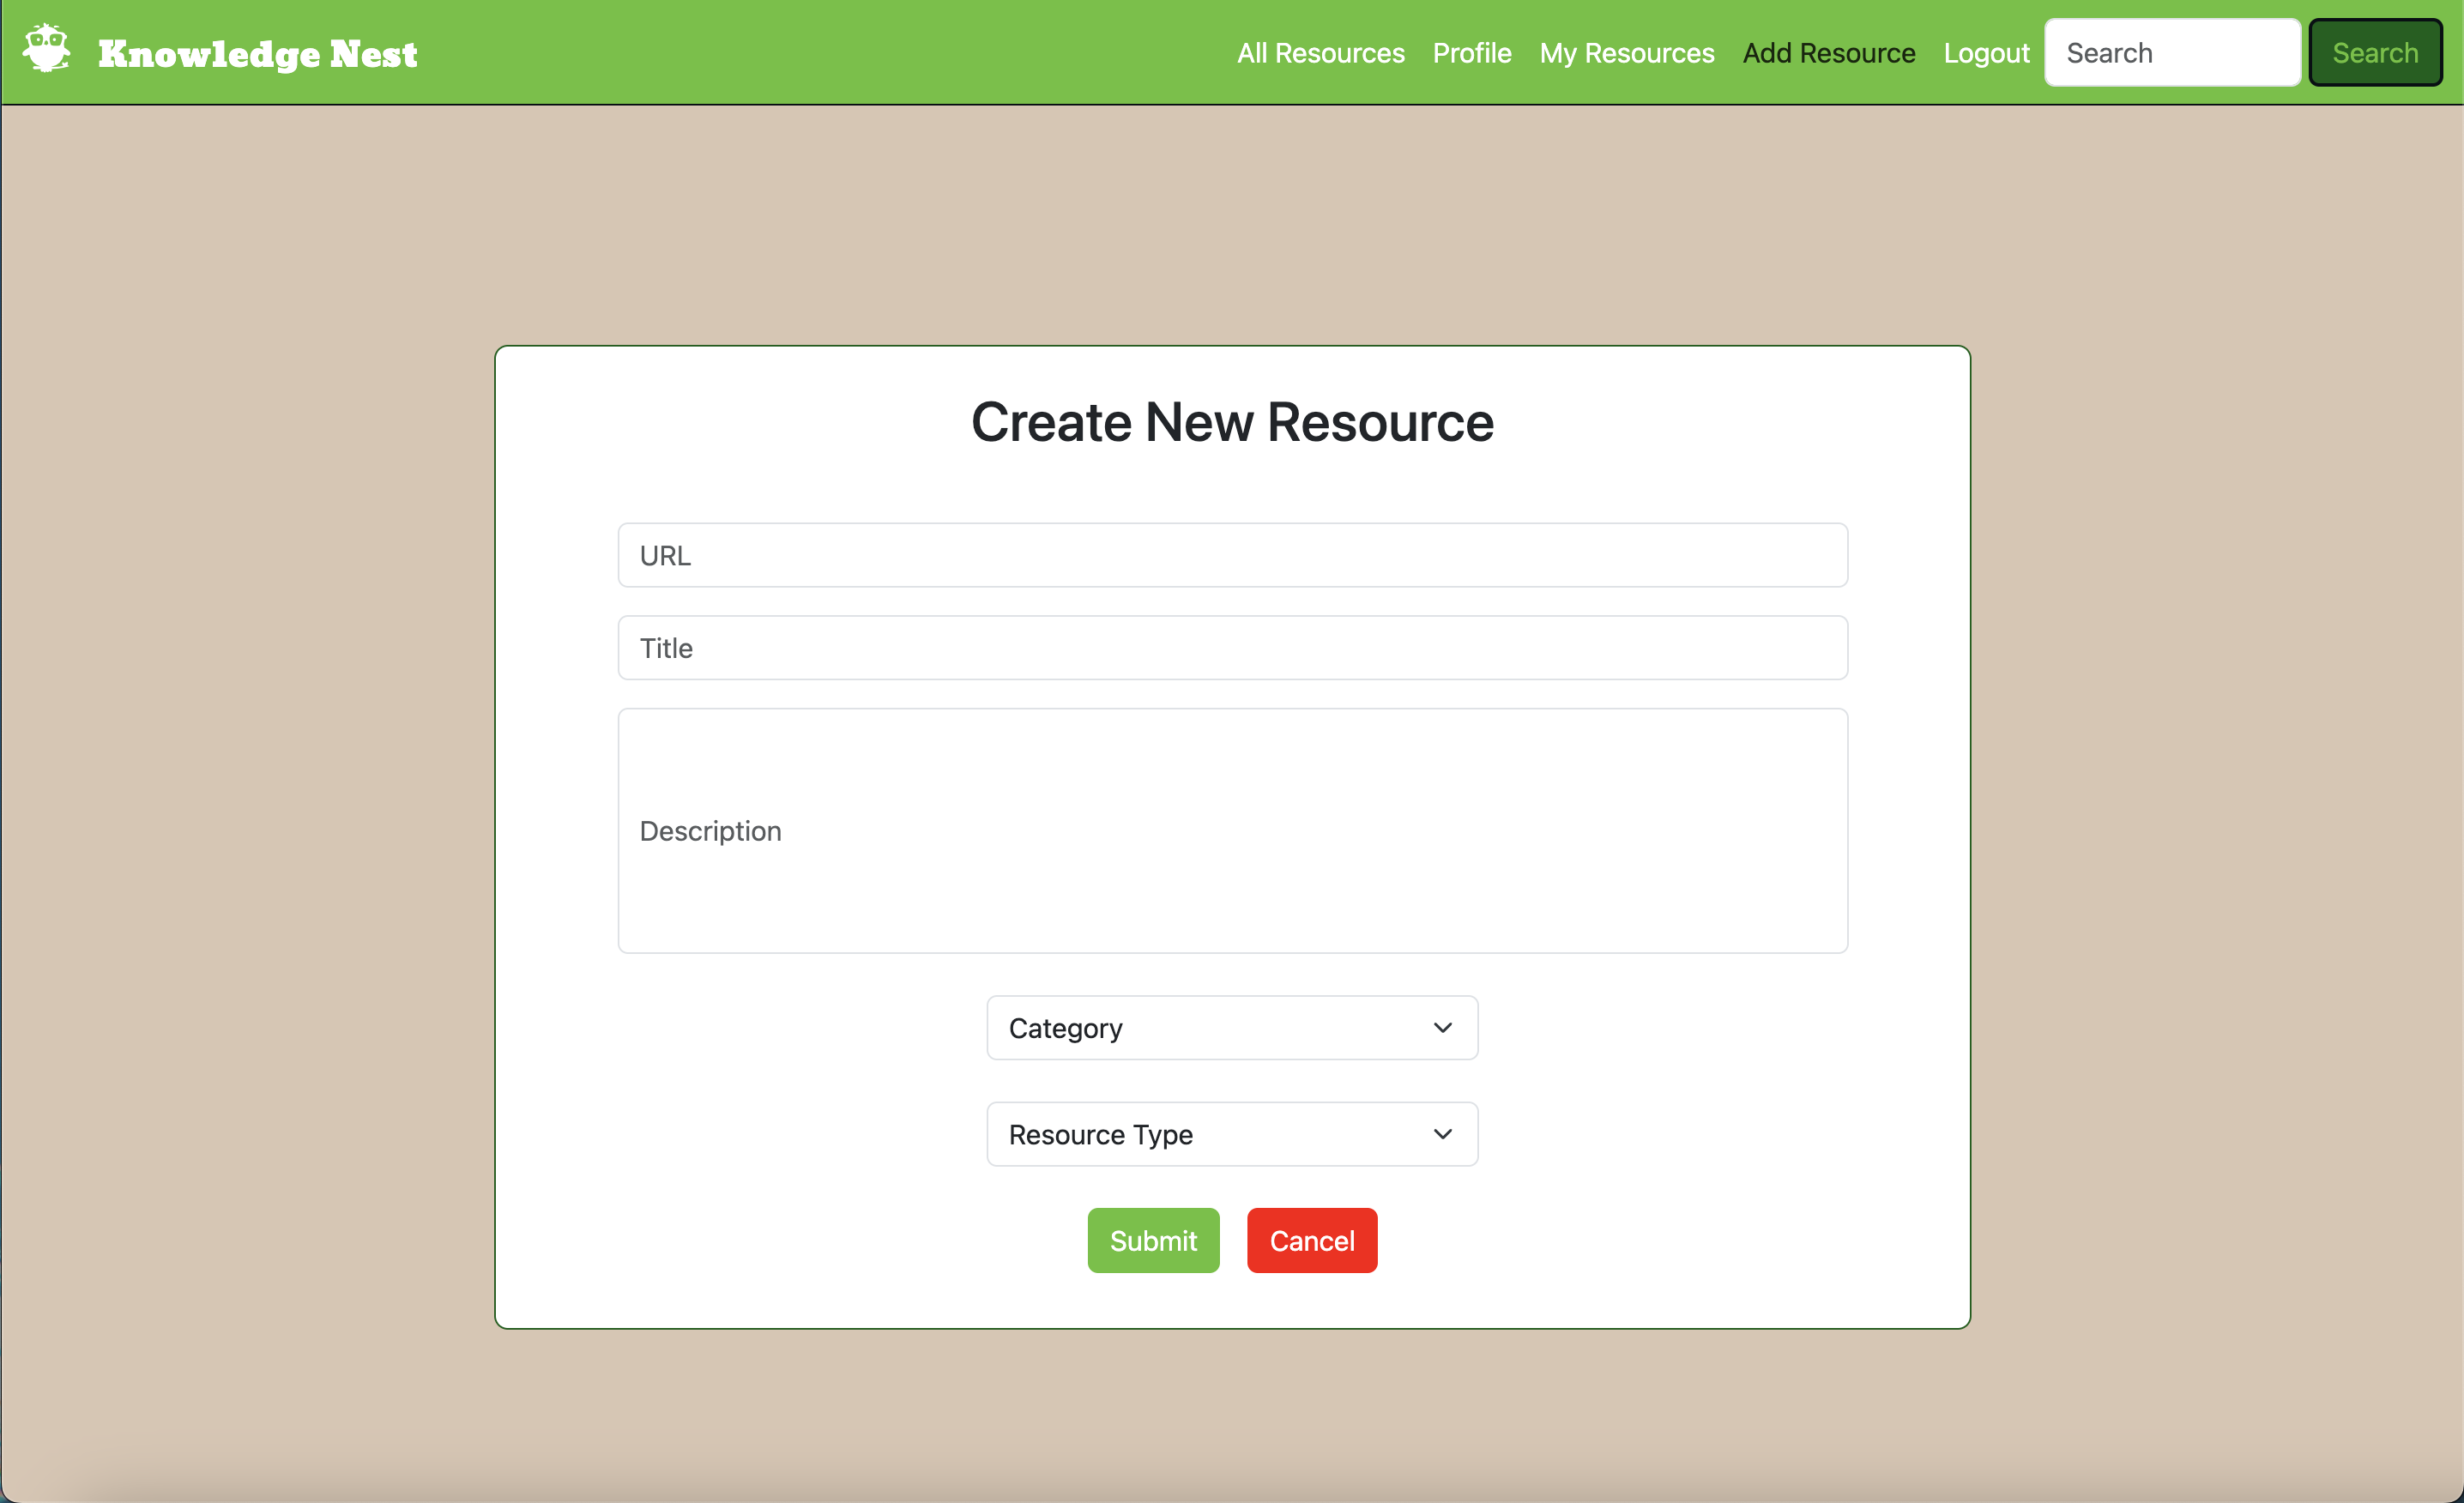 Knowledge Nest
All Resources Profile My Resources Add Resource Logout Search Search
Create New Resource
URL
Title
Description
Category
Resource Type
Submit Cancel